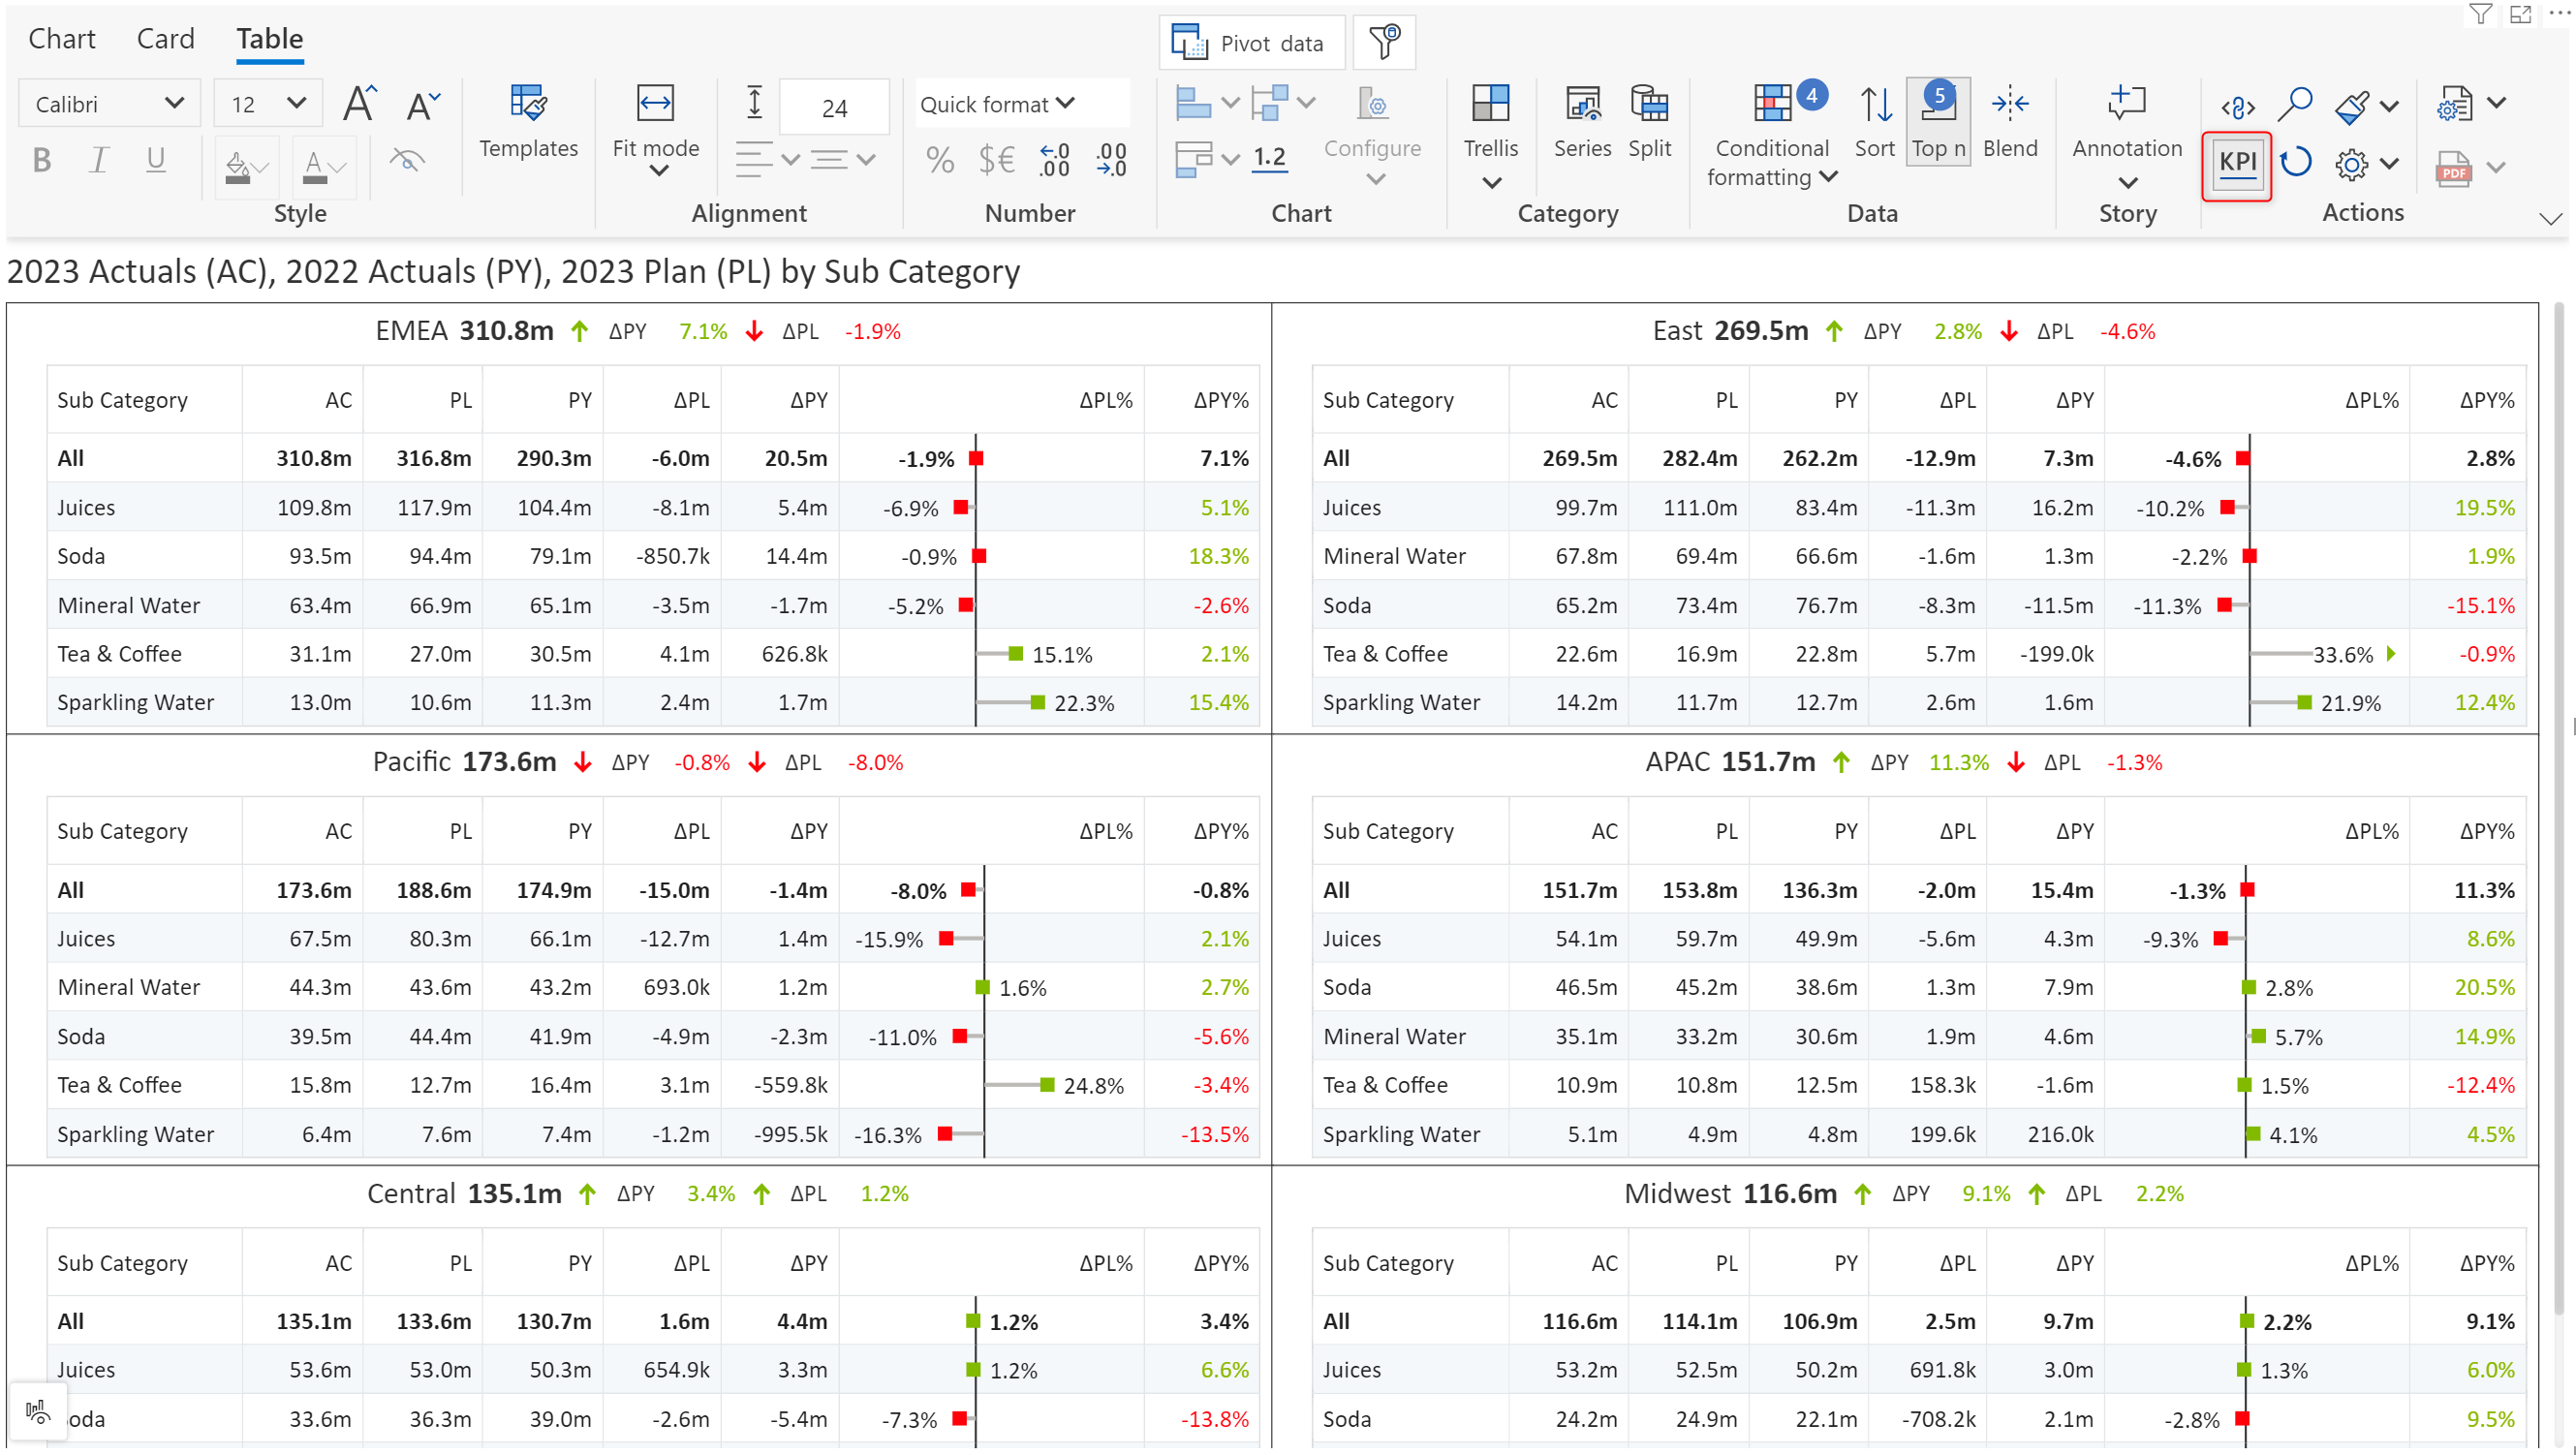 Chart Card Table
Pivot data
Calibri 12 A A 24 Quick format 4 5
B I U A % $€ ←.0 .00 .00 →.0 1.2 KPI PDF
Templates Fit mode Configure Trellis Series Split Conditional formatting Sort Top n Blend Annotation
Style Alignment Number Chart Category Data Story Actions
2023 Actuals (AC), 2022 Actuals (PY), 2023 Plan (PL) by Sub Category
EMEA 310.8m ΔPY 7.1% ΔPL -1.9%
Sub Category AC PL PY ΔPL ΔPY ΔPL% ΔPY%
All 310.8m 316.8m 290.3m -6.0m 20.5m -1.9% 7.1%
Juices 109.8m 117.9m 104.4m -8.1m 5.4m -6.9% 5.1%
Soda 93.5m 94.4m 79.1m -850.7k 14.4m -0.9% 18.3%
Mineral Water 63.4m 66.9m 65.1m -3.5m -1.7m -5.2% -2.6%
Tea & Coffee 31.1m 27.0m 30.5m 4.1m 626.8k 15.1% 2.1%
Sparkling Water 13.0m 10.6m 11.3m 2.4m 1.7m 22.3% 15.4%
East 269.5m ΔPY 2.8% ΔPL -4.6%
Sub Category AC PL PY ΔPL ΔPY ΔPL% ΔPY%
All 269.5m 282.4m 262.2m -12.9m 7.3m -4.6% 2.8%
Juices 99.7m 111.0m 83.4m -11.3m 16.2m -10.2% 19.5%
Mineral Water 67.8m 69.4m 66.6m -1.6m 1.3m -2.2% 1.9%
Soda 65.2m 73.4m 76.7m -8.3m -11.5m -11.3% -15.1%
Tea & Coffee 22.6m 16.9m 22.8m 5.7m -199.0k 33.6% -0.9%
Sparkling Water 14.2m 11.7m 12.7m 2.6m 1.6m 21.9% 12.4%
Pacific 173.6m ΔPY -0.8% ΔPL -8.0%
Sub Category AC PL PY ΔPL ΔPY ΔPL% ΔPY%
All 173.6m 188.6m 174.9m -15.0m -1.4m -8.0% -0.8%
Juices 67.5m 80.3m 66.1m -12.7m 1.4m -15.9% 2.1%
Mineral Water 44.3m 43.6m 43.2m 693.0k 1.2m 1.6% 2.7%
Soda 39.5m 44.4m 41.9m -4.9m -2.3m -11.0% -5.6%
Tea & Coffee 15.8m 12.7m 16.4m 3.1m -559.8k 24.8% -3.4%
Sparkling Water 6.4m 7.6m 7.4m -1.2m -995.5k -16.3% -13.5%
APAC 151.7m ΔPY 11.3% ΔPL -1.3%
Sub Category AC PL PY ΔPL ΔPY ΔPL% ΔPY%
All 151.7m 153.8m 136.3m -2.0m 15.4m -1.3% 11.3%
Juices 54.1m 59.7m 49.9m -5.6m 4.3m -9.3% 8.6%
Soda 46.5m 45.2m 38.6m 1.3m 7.9m 2.8% 20.5%
Mineral Water 35.1m 33.2m 30.6m 1.9m 4.6m 5.7% 14.9%
Tea & Coffee 10.9m 10.8m 12.5m 158.3k -1.6m 1.5% -12.4%
Sparkling Water 5.1m 4.9m 4.8m 199.6k 216.0k 4.1% 4.5%
Central 135.1m ΔPY 3.4% ΔPL 1.2%
Sub Category AC PL PY ΔPL ΔPY ΔPL% ΔPY%
All 135.1m 133.6m 130.7m 1.6m 4.4m 1.2% 3.4%
Juices 53.6m 53.0m 50.3m 654.9k 3.3m 1.2% 6.6%
oda 33.6m 36.3m 39.0m -2.6m -5.4m -7.3% -13.8%
Midwest 116.6m ΔPY 9.1% ΔPL 2.2%
Sub Category AC PL PY ΔPL ΔPY ΔPL% ΔPY%
All 116.6m 114.1m 106.9m 2.5m 9.7m 2.2% 9.1%
Juices 53.2m 52.5m 50.2m 691.8k 3.0m 1.3% 6.0%
Soda 24.2m 24.9m 22.1m -708.2k 2.1m -2.8% 9.5%